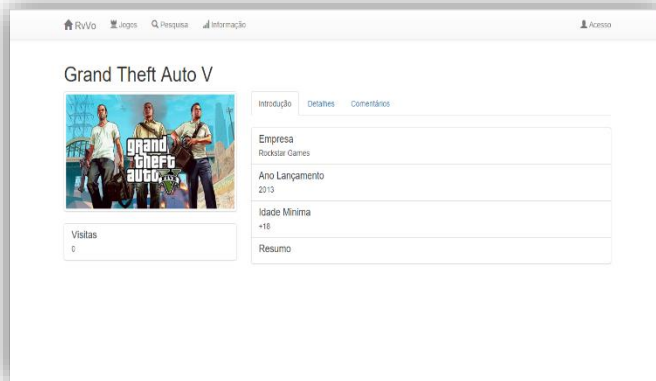 RvVo Jogos Pesquisa Informação Acesso
Grand Theft Auto V
grand
theft
auto
Introdução Detalhes Comentários
Empresa
Rockstar Games
Ano Lançamento
2013
Idade Minima
+18
Resumo
Visitas
0